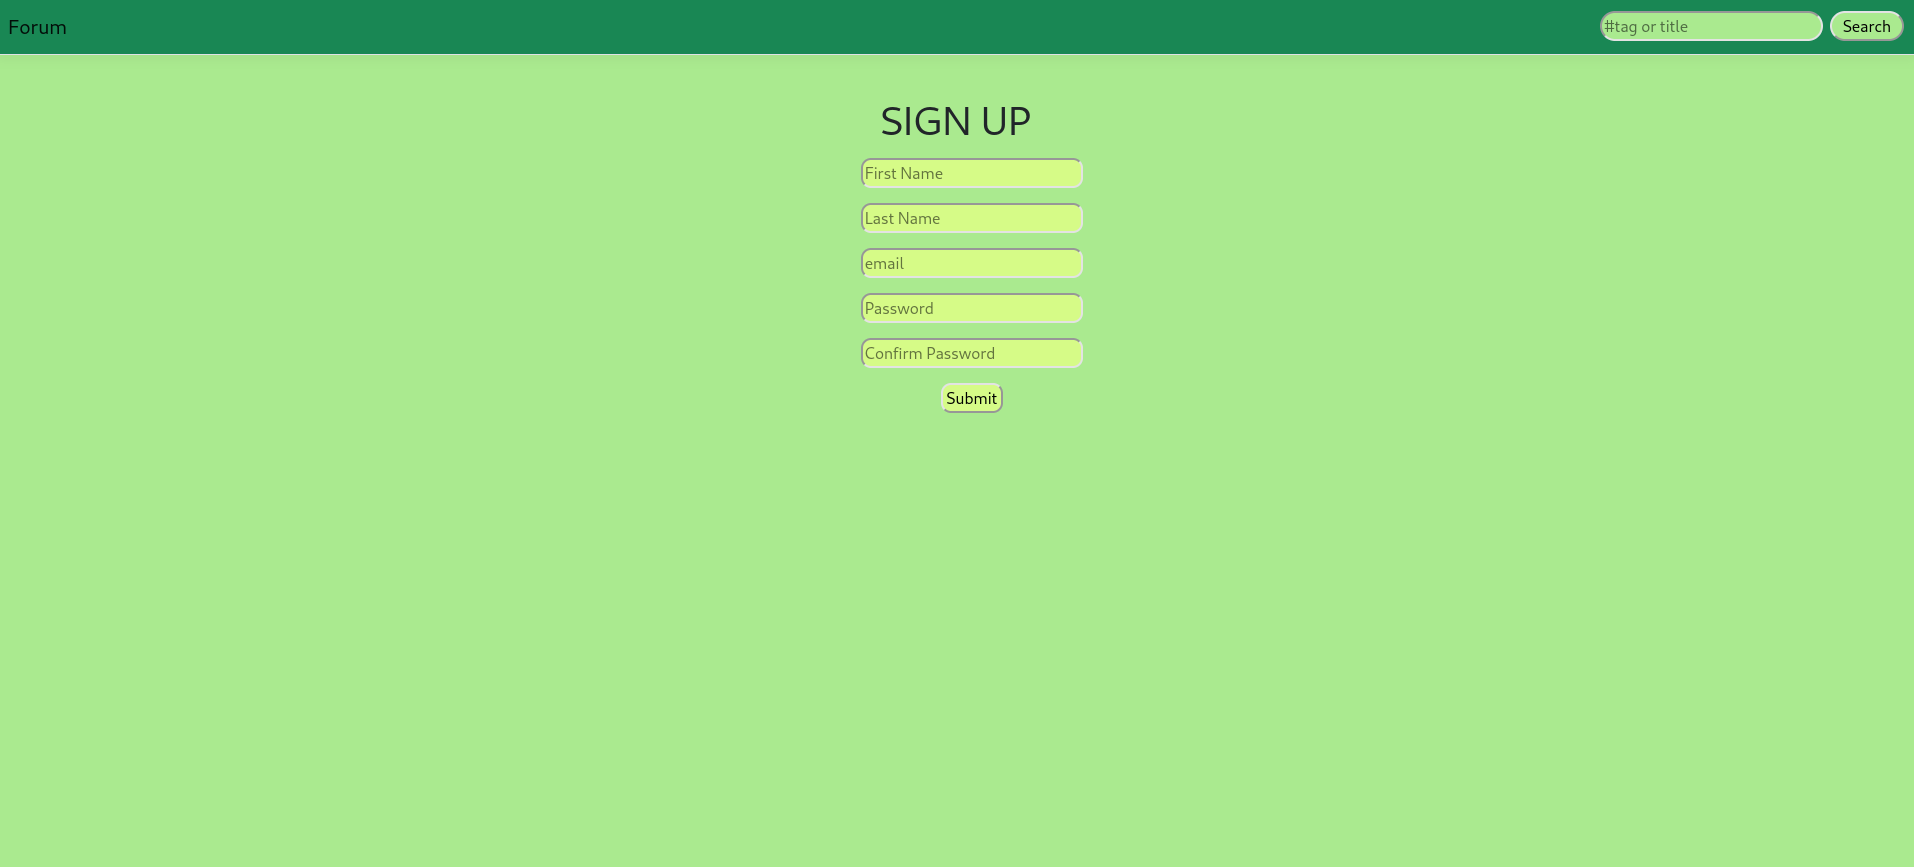 Forum
#tag or title
Search
SIGN UP
First Name
Last Name
email
Password
Confirm Password
Submit